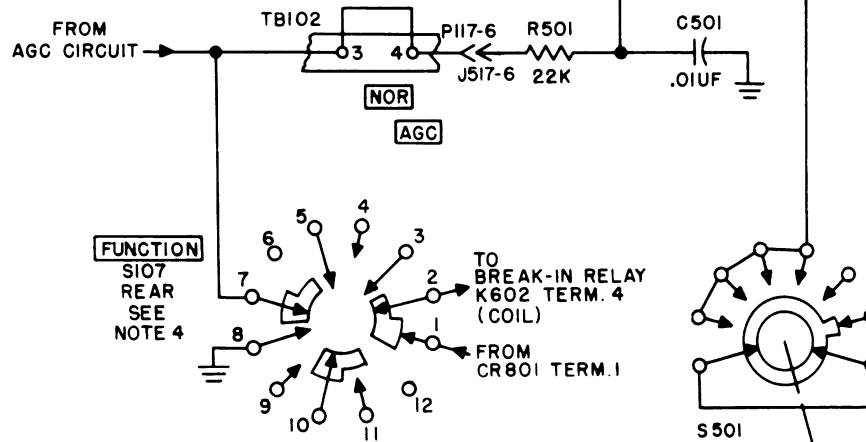 FROM
AGC CIRCUIT
TB102
3
4
P117-6
J517-6
R501
22K
C501
.01UF
NOR
AGC
FUNCTION
S107
REAR
SEE
NOTE 4
5
4
6
3
7
2
8
1
9
10
11
12
TO
BREAK-IN RELAY
K602 TERM. 4
(COIL)
FROM
CR801 TERM.1
S501